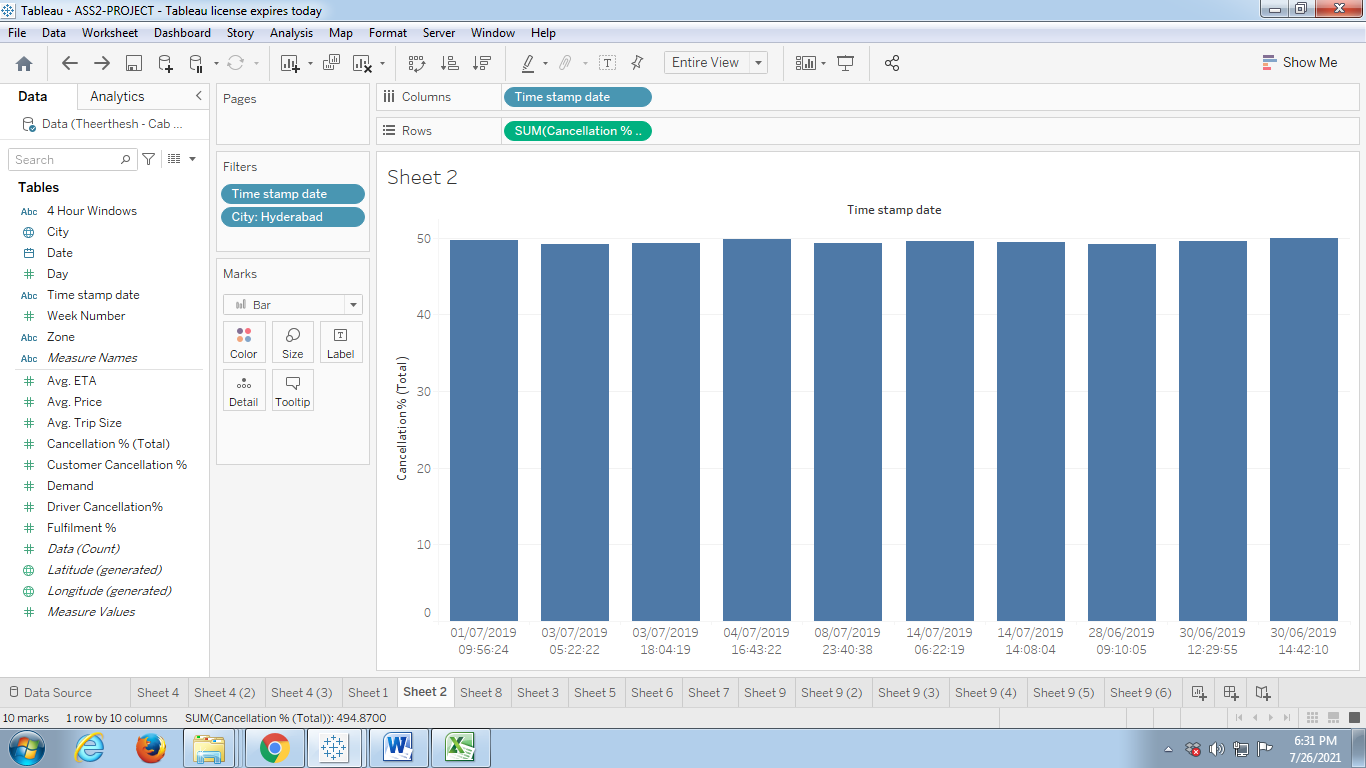 Tableau - ASS2-PROJECT - Tableau license expires today
File Data Worksheet Dashboard Story Analysis Map Format Server Window Help
Entire View
Show Me
Data Analytics
Data (Theerthesh - Cab ...
Search
Tables
Abc 4 Hour Windows
City
Date
Day
Abc Time stamp date
Week Number
Abc Zone
Abc Measure Names
Avg. ETA
Avg. Price
Avg. Trip Size
Cancellation % (Total)
Customer Cancellation %
Demand
Driver Cancellation%
Fulfilment %
Data (Count)
Latitude (generated)
Longitude (generated)
Measure Values
Pages
Filters
Time stamp date
City: Hyderabad
Marks
Bar
Color Size Label
Detail Tooltip
Columns Time stamp date
Rows SUM(Cancellation % ..
Sheet 2
Time stamp date
Cancellation % (Total)
50
40
30
20
10
0
01/07/2019 03/07/2019 03/07/2019 04/07/2019 08/07/2019 14/07/2019 14/07/2019 28/06/2019 30/06/2019 30/06/2019
09:56:24 05:22:22 18:04:19 16:43:22 23:40:38 06:22:19 14:08:04 09:10:05 12:29:55 14:42:10
Data Source Sheet 4 Sheet 4 (2) Sheet 4 (3) Sheet 1 Sheet 2 Sheet 8 Sheet 3 Sheet 5 Sheet 6 Sheet 7 Sheet 9 Sheet 9 (2) Sheet 9 (3) Sheet 9 (4) Sheet 9 (5) Sheet 9 (6)
10 marks 1 row by 10 columns SUM(Cancellation % (Total)): 494.8700
6:31 PM
7/26/2021